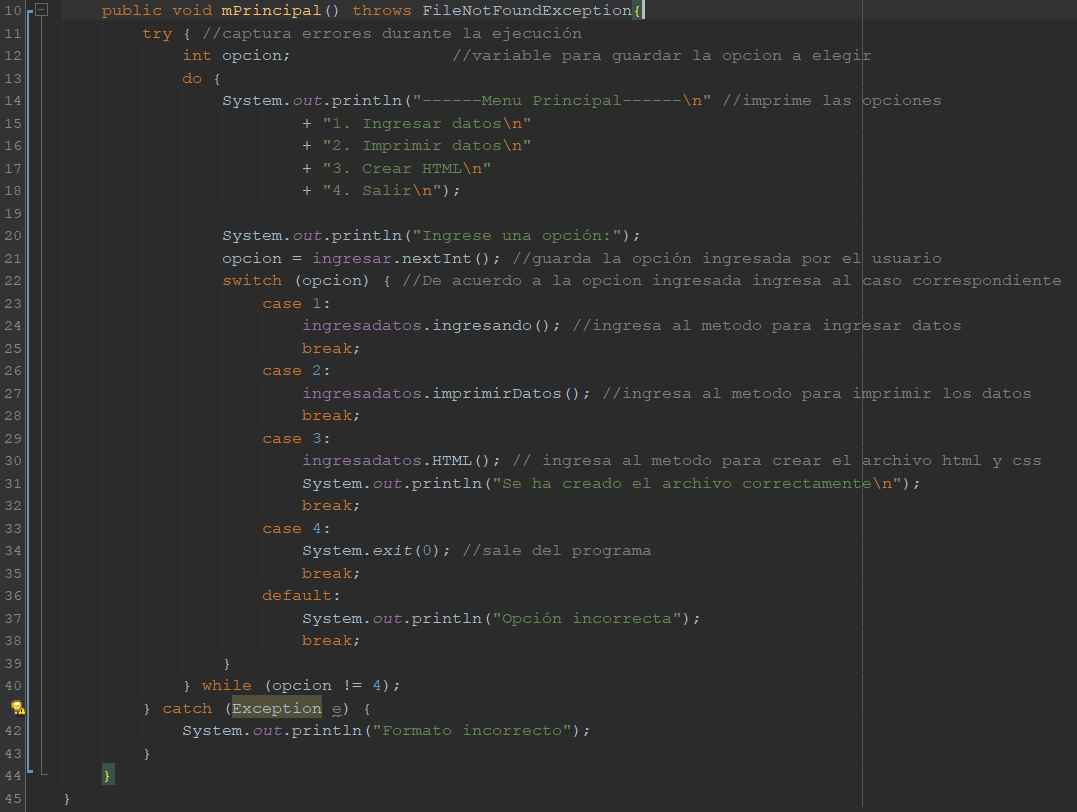 10 public void mPrincipal() throws FileNotFoundException{
11 try { //captura errores durante la ejecución
12 int opcion; //variable para guardar la opcion a elegir
13 do {
14 System.out.println("------Menu Principal------\n" //imprime las opciones
15 + "1. Ingresar datos\n"
16 + "2. Imprimir datos\n"
17 + "3. Crear HTML\n"
18 + "4. Salir\n");
19
20 System.out.println("Ingrese una opción:");
21 opcion = ingresar.nextInt(); //guarda la opción ingresada por el usuario
22 switch (opcion) { //De acuerdo a la opcion ingresada ingresa al caso correspondiente
23 case 1:
24 ingresadatos.ingresando(); //ingresa al metodo para ingresar datos
25 break;
26 case 2:
27 ingresadatos.imprimirDatos(); //ingresa al metodo para imprimir los datos
28 break;
29 case 3:
30 ingresadatos.HTML(); // ingresa al metodo para crear el archivo html y css
31 System.out.println("Se ha creado el archivo correctamente\n");
32 break;
33 case 4:
34 System.exit(0); //sale del programa
35 break;
36 default:
37 System.out.println("Opción incorrecta");
38 break;
39 }
40 } while (opcion != 4);
} catch (Exception e) {
42 System.out.println("Formato incorrecto");
43 }
44 }
45 }